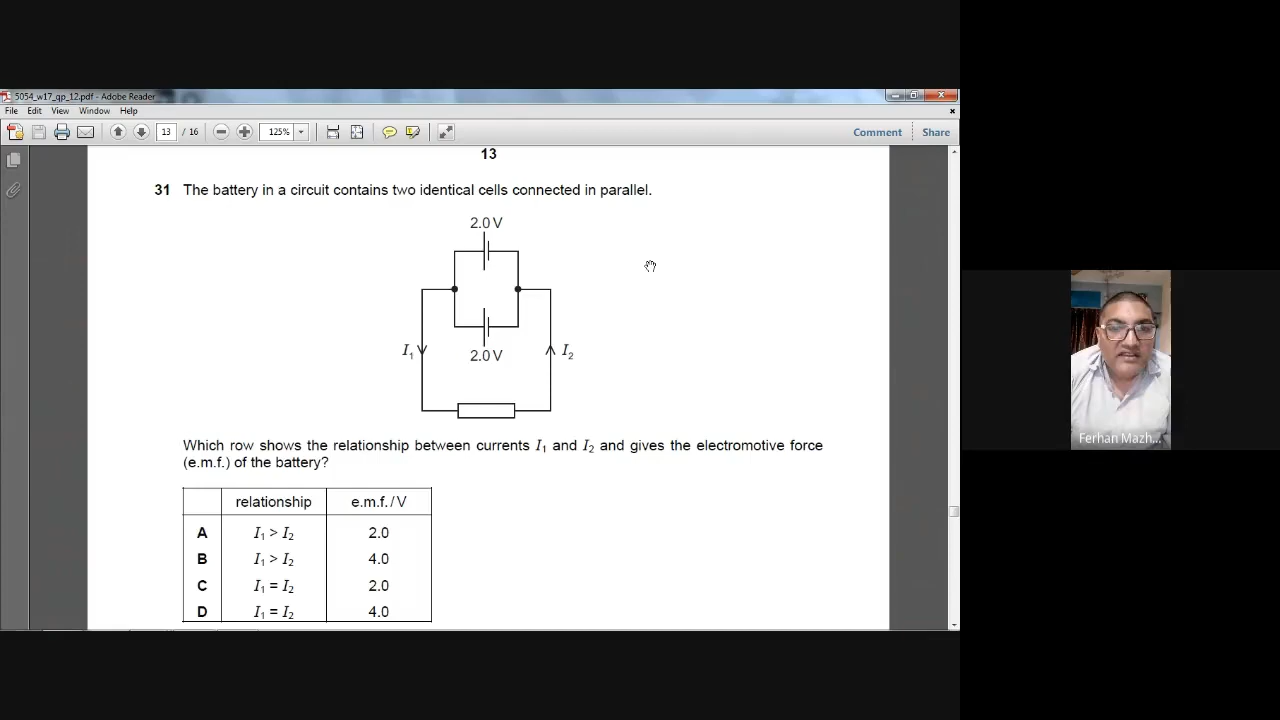 5054_w17_qp_12.pdf - Adobe Reader
File Edit View Window Help
13 / 16 125% Comment Share
13
31 The battery in a circuit contains two identical cells connected in parallel.
2.0 V
I1 2.0 V I2
Which row shows the relationship between currents I1 and I2 and gives the electromotive force
(e.m.f.) of the battery?
relationship e.m.f. / V
A I1 > I2 2.0
B I1 > I2 4.0
C I1 = I2 2.0
D I1 = I2 4.0
Ferhan Mazh...